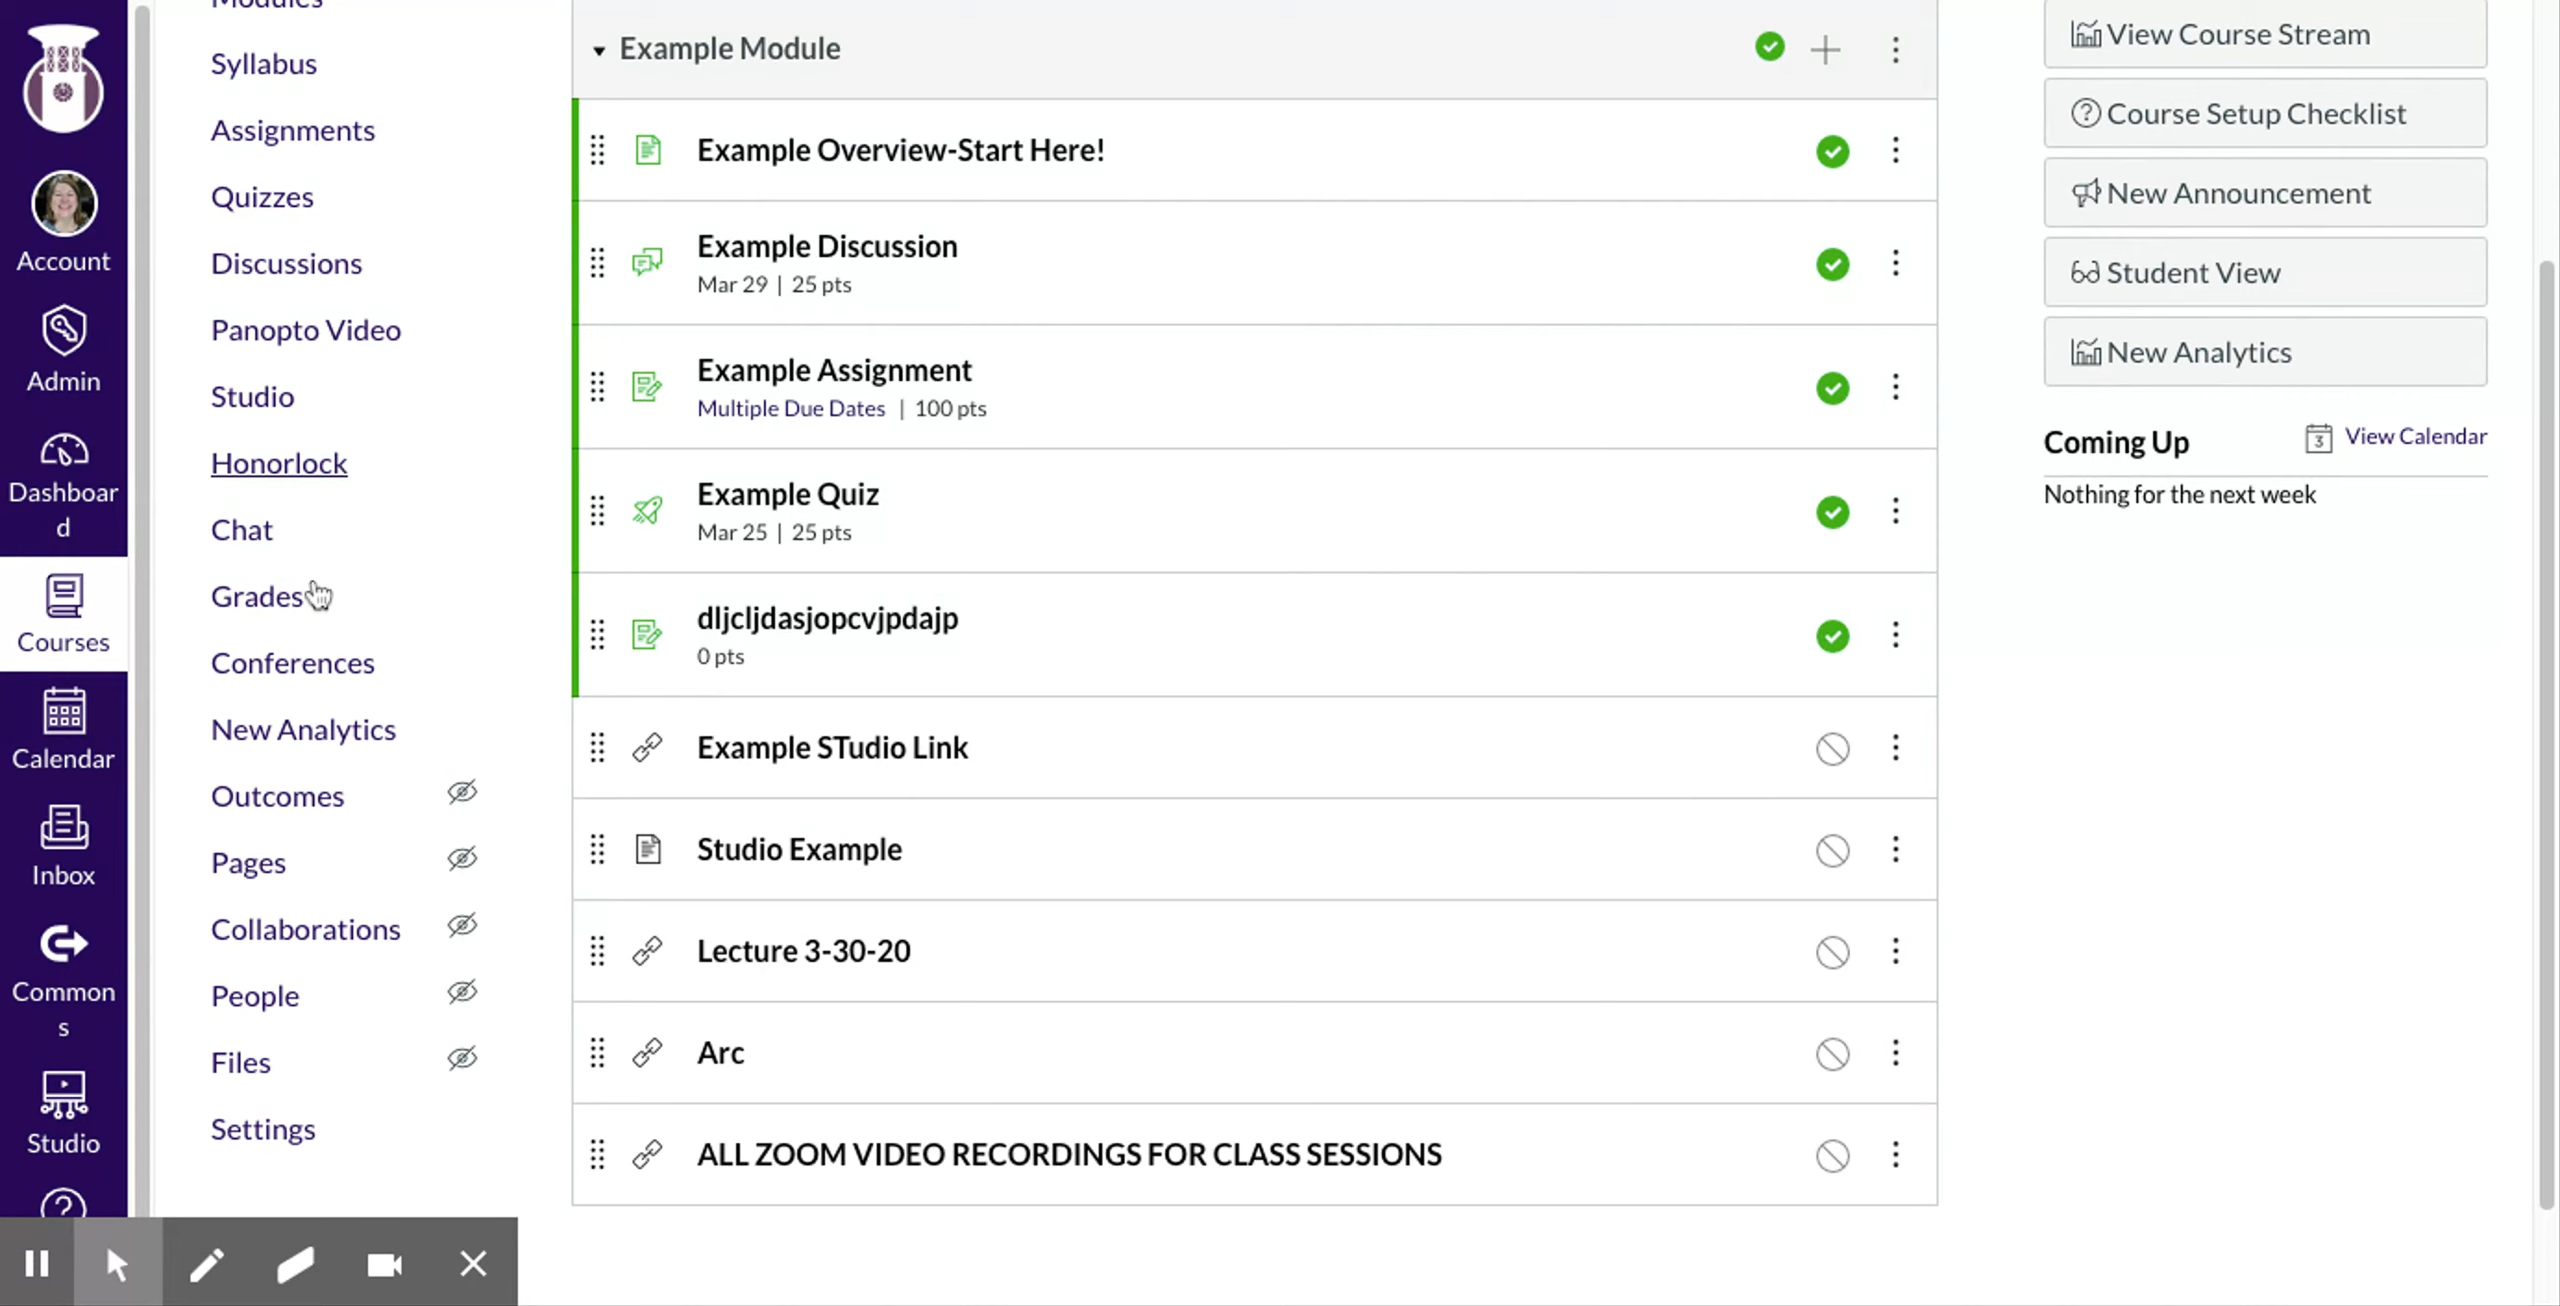 Modules
Syllabus
Assignments
Quizzes
Discussions
Panopto Video
Studio
Honorlock
Chat
Grades
Conferences
New Analytics
Outcomes
Pages
Collaborations
People
Files
Settings
Account
Admin
Dashboar
d
Courses
Calendar
Inbox
Common
s
Studio
Example Module
Example Overview-Start Here!
Example Discussion
Mar 29 | 25 pts
Example Assignment
Multiple Due Dates | 100 pts
Example Quiz
Mar 25 | 25 pts
dljcljdasjopcvjpdajp
0 pts
Example STudio Link
Studio Example
Lecture 3-30-20
Arc
ALL ZOOM VIDEO RECORDINGS FOR CLASS SESSIONS
View Course Stream
Course Setup Checklist
New Announcement
Student View
New Analytics
Coming Up
3 View Calendar
Nothing for the next week